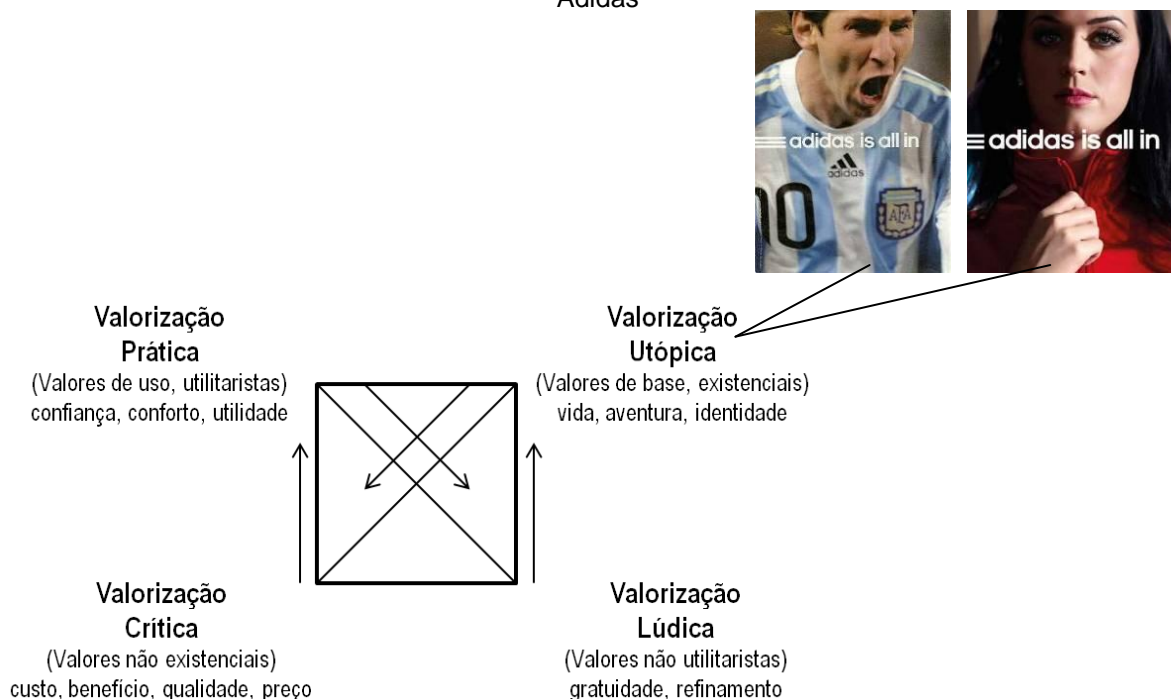 Adidas
adidas is all in
adidas
10
AFA
adidas is all in
Valorização
Prática
(Valores de uso, utilitaristas)
confiança, conforto, utilidade
Valorização
Utópica
(Valores de base, existenciais)
vida, aventura, identidade
Valorização
Crítica
(Valores não existenciais)
custo, benefício, qualidade, preço
Valorização
Lúdica
(Valores não utilitaristas)
gratuidade, refinamento